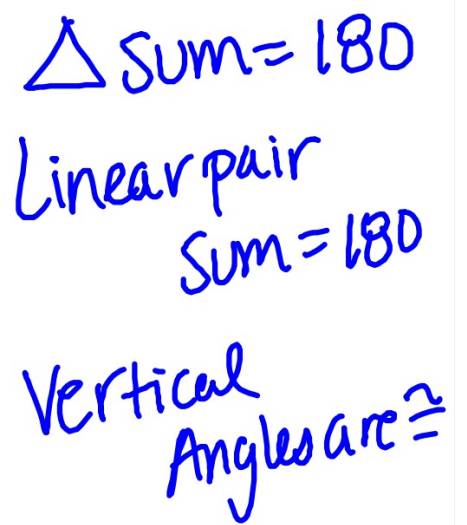 △ Sum = 180
Linear pair
Sum = 180
Vertical
Angles are ≅